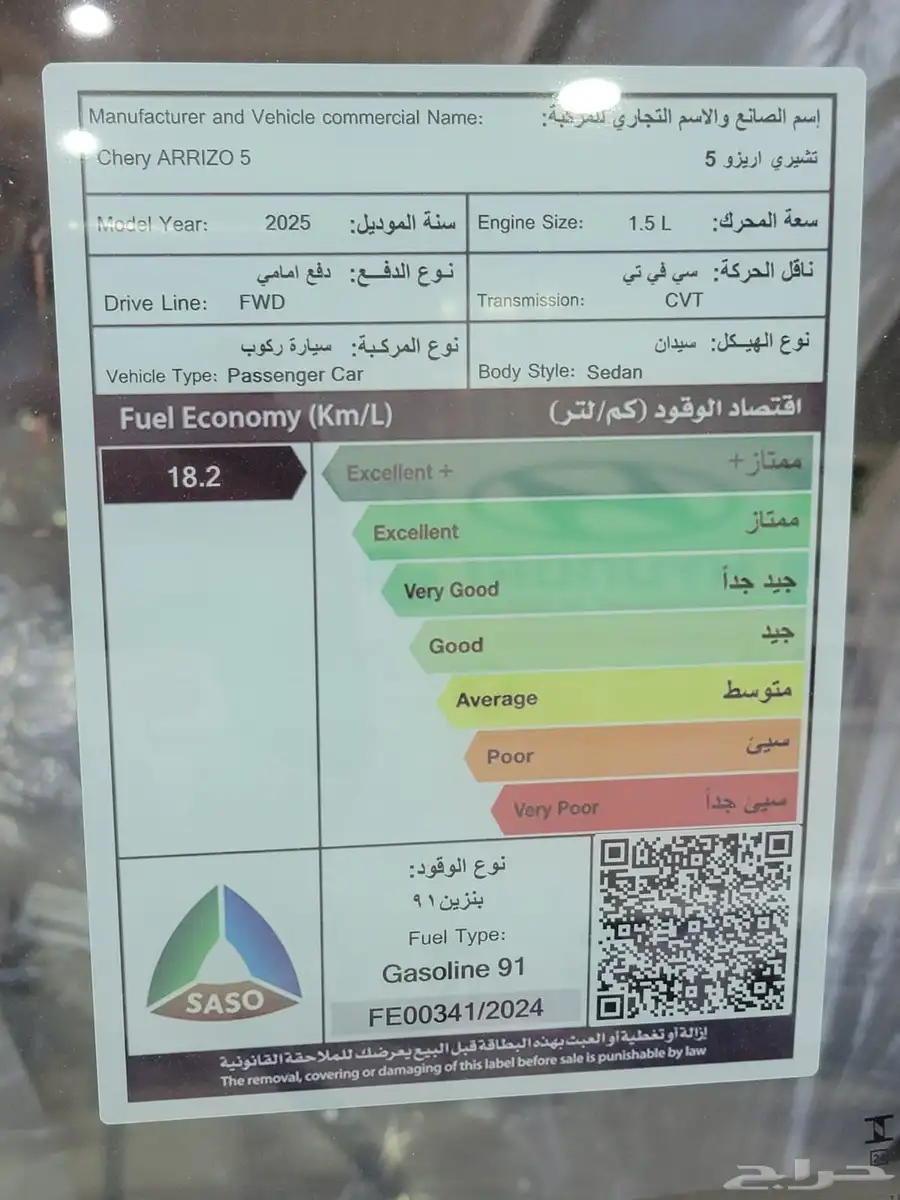 Manufacturer and Vehicle commercial Name: إسم الصانع والاسم التجاري للمركبة:
Chery ARRIZO 5 تشيري اريزو 5
Model Year: 2025 سنة الموديل: Engine Size: 1.5 L سعة المحرك:
نوع الدفع: دفع امامي ناقل الحركة: سي في تي
Drive Line: FWD Transmission: CVT
نوع المركبة: سيارة ركوب نوع الهيكل: سيدان
Vehicle Type: Passenger Car Body Style: Sedan
Fuel Economy (Km/L) اقتصاد الوقود (كم/لتر)
18.2 Excellent + ممتاز+
Excellent ممتاز
Very Good جيد جداً
Good جيد
Average متوسط
Poor سيئ
Very Poor سيئ جداً
نوع الوقود:
بنزين ٩١
Fuel Type:
Gasoline 91
SASO
FE00341/2024
إزالة أو تغطية أو العبث بهذه البطاقة قبل البيع يعرضك للملاحقة القانونية
The removal, covering or damaging of this label before sale is punishable by law
حراج